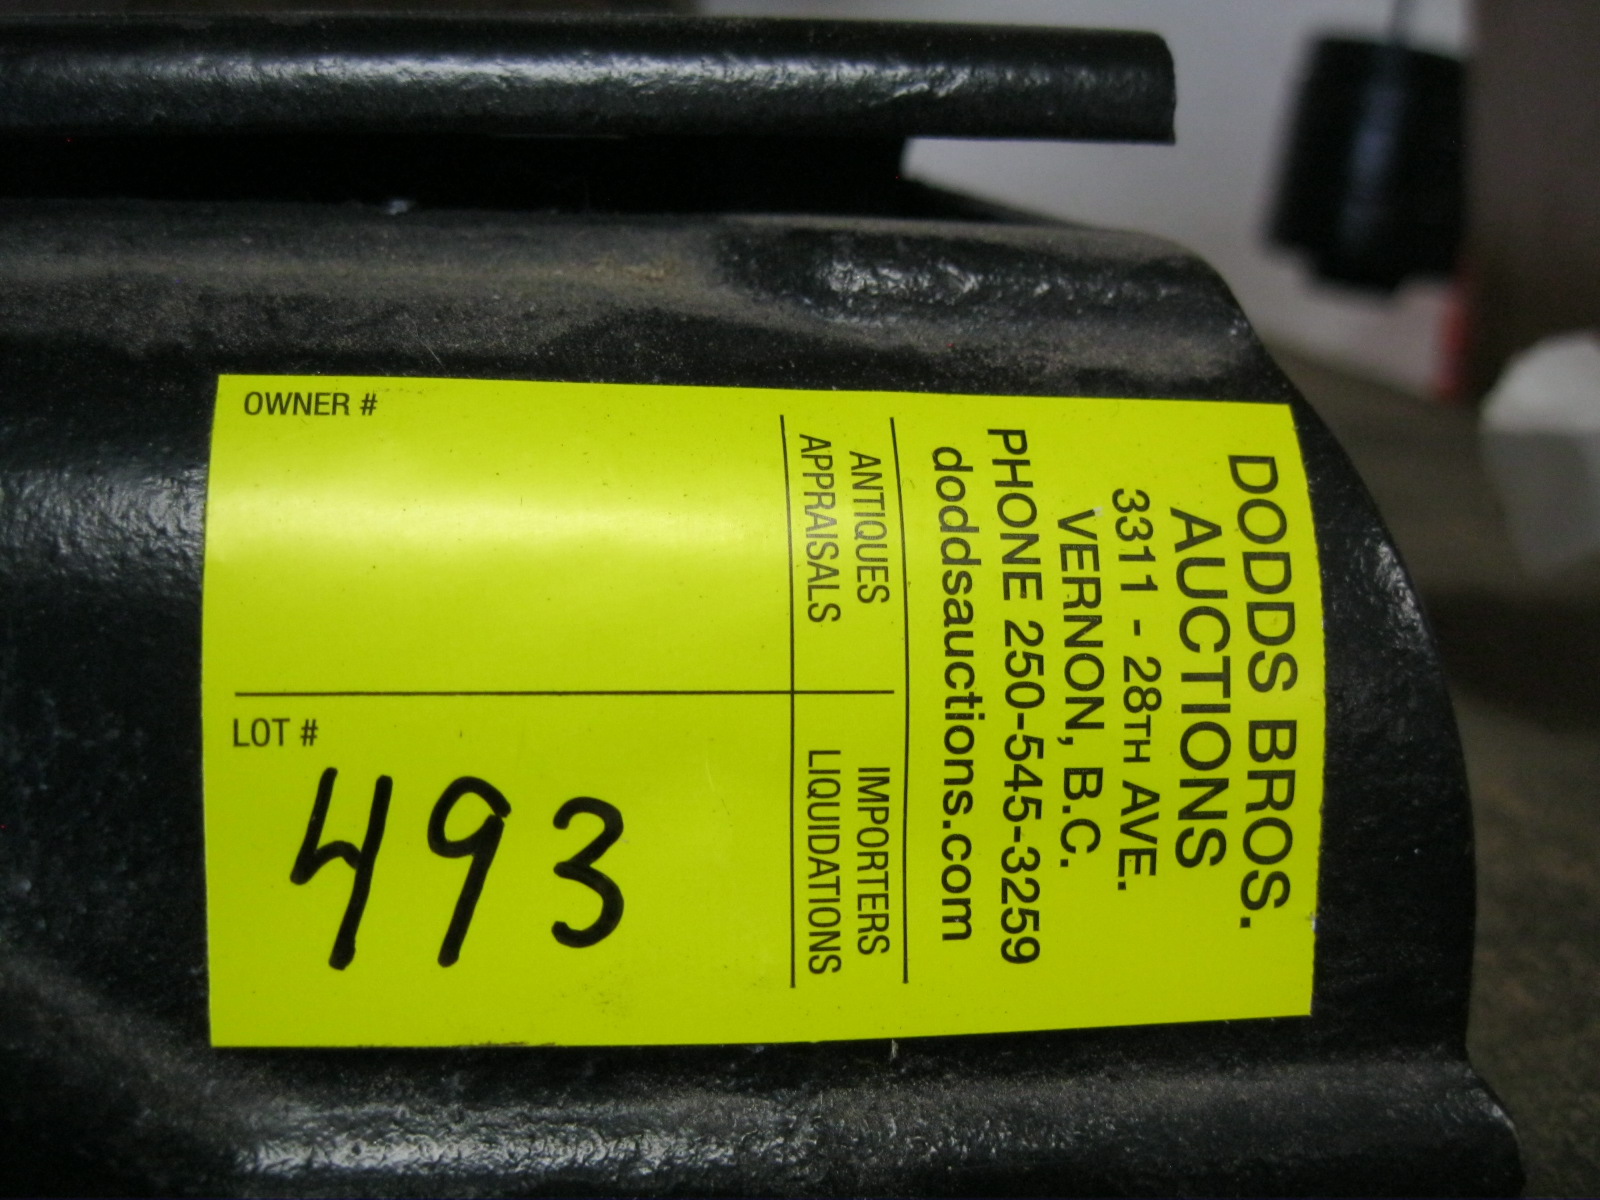 DODDS BROS.
AUCTIONS
3311 - 28TH AVE.
VERNON, B.C.
PHONE 250-545-3259
doddsauctions.com
ANTIQUES
APPRAISALS
IMPORTERS
LIQUIDATIONS
OWNER #
LOT #
493